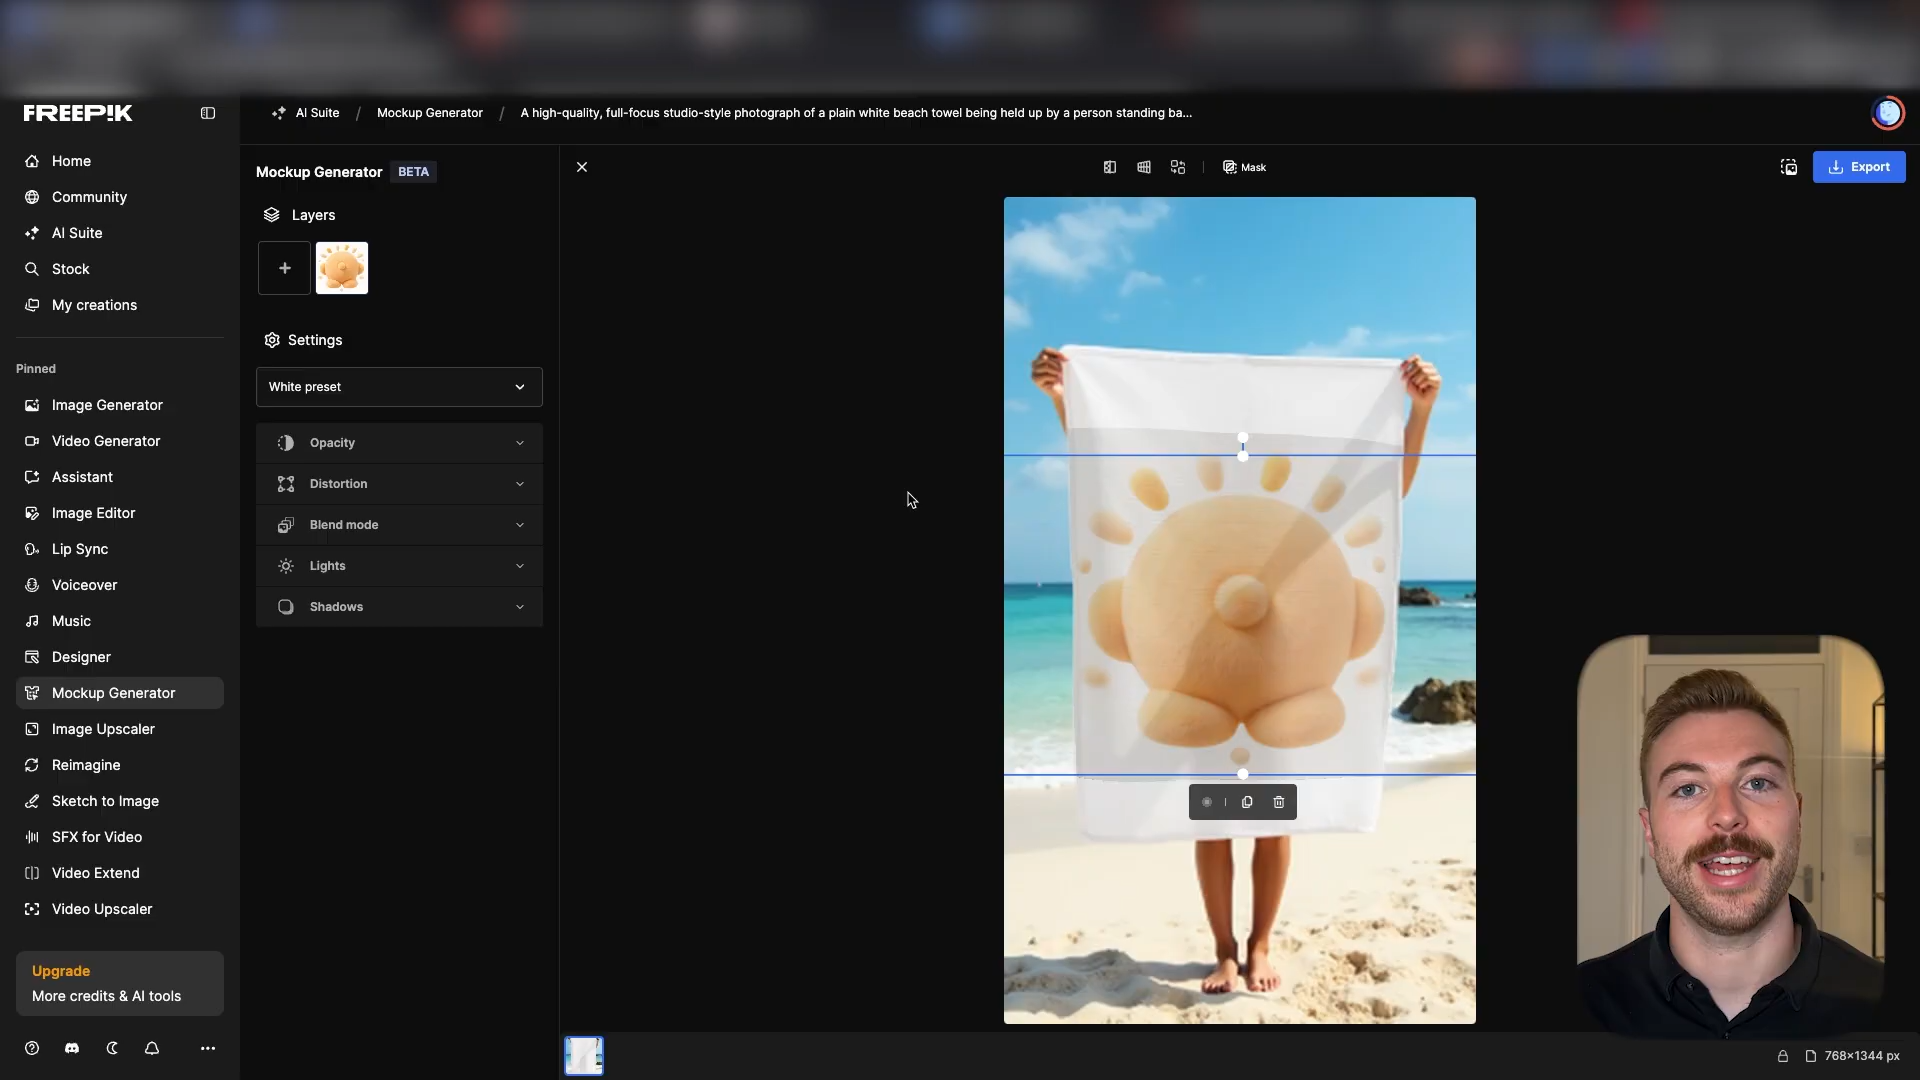 FREEPIK
AI Suite / Mockup Generator / A high-quality, full-focus studio-style photograph of a plain white beach towel being held up by a person standing ba...
Home
Community
AI Suite
Stock
My creations
Pinned
Image Generator
Video Generator
Assistant
Image Editor
Lip Sync
Voiceover
Music
Designer
Mockup Generator
Image Upscaler
Reimagine
Sketch to Image
SFX for Video
Video Extend
Video Upscaler
Upgrade
More credits & AI tools
Mockup Generator BETA
Layers
Settings
White preset
Opacity
Distortion
Blend mode
Lights
Shadows
Mask
Export
768×1344 px